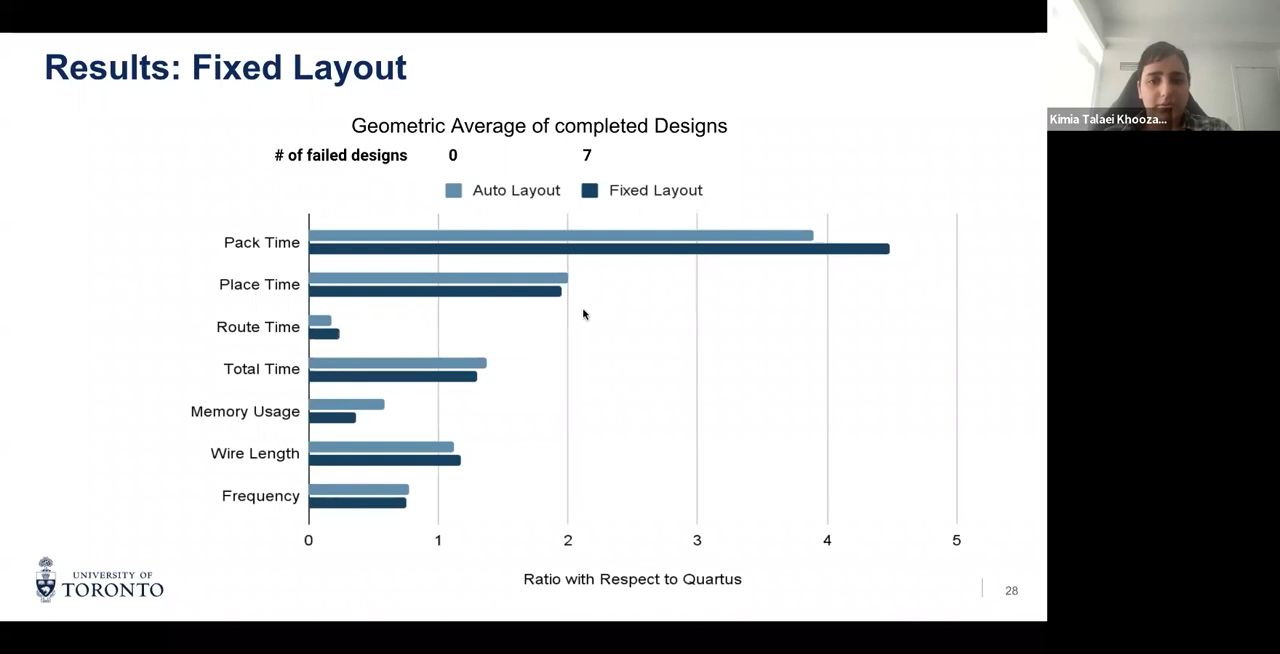 Results: Fixed Layout
Kimia Talaei Khooza...
Geometric Average of completed Designs
# of failed designs 0 7
Auto Layout Fixed Layout
Pack Time
Place Time
Route Time
Total Time
Memory Usage
Wire Length
Frequency
0 1 2 3 4 5
Ratio with Respect to Quartus
UNIVERSITY OF
TORONTO
28